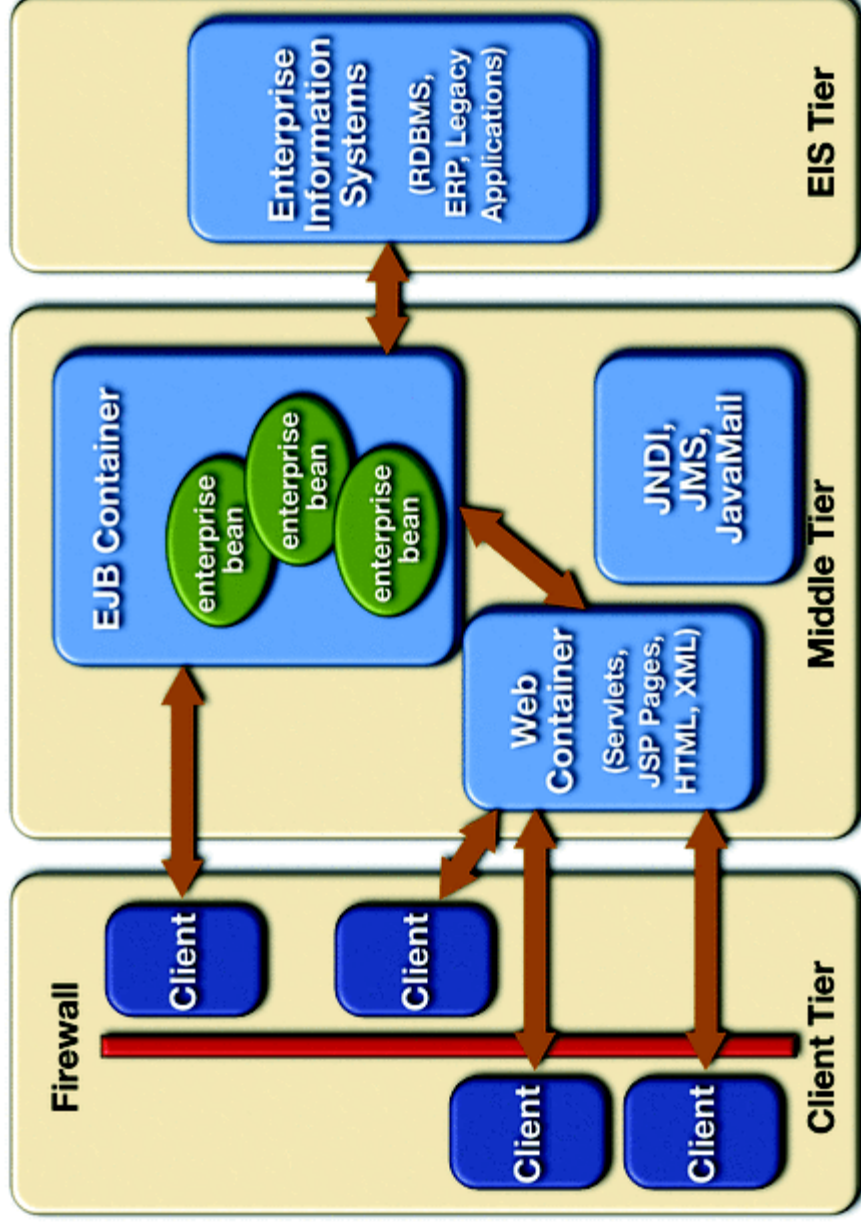 Firewall
Client
Client
Client
Client
Client Tier
EJB Container
enterprise
bean
enterprise
bean
enterprise
bean
Web
Container
(Servlets,
JSP Pages,
HTML, XML)
JNDI,
JMS,
JavaMail
Middle Tier
Enterprise
Information
Systems
(RDBMS,
ERP, Legacy
Applications)
EIS Tier